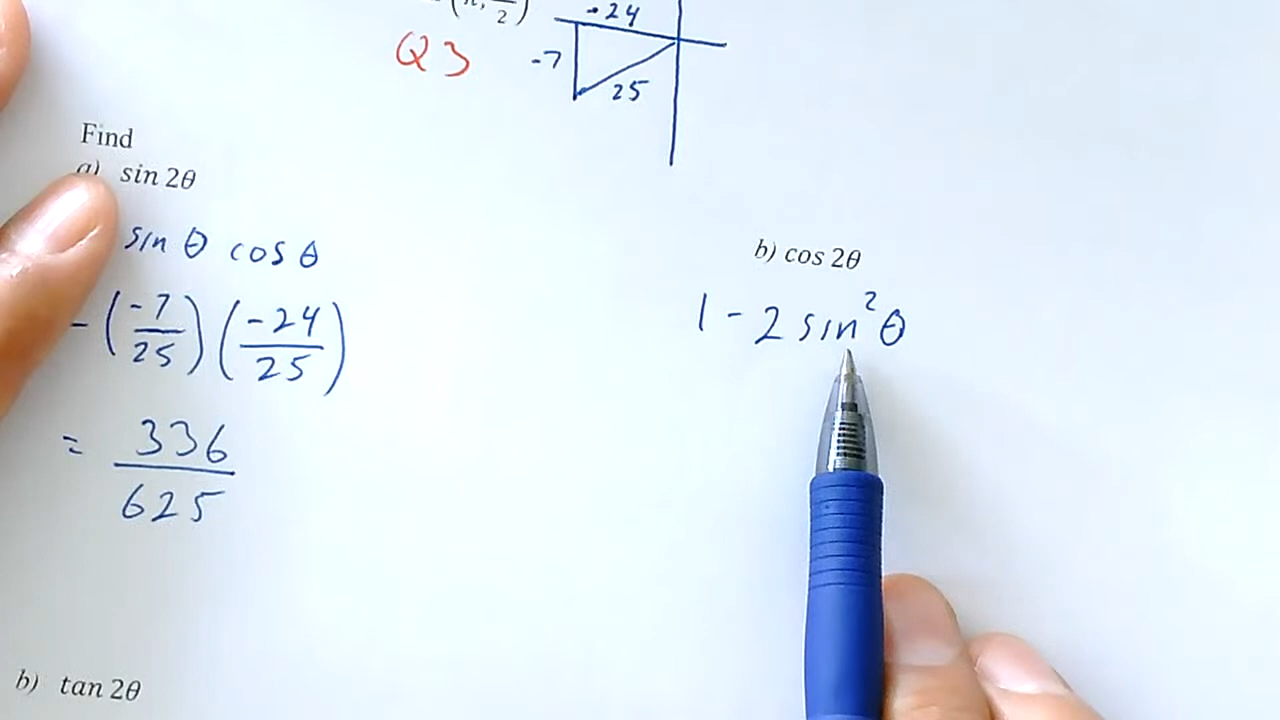 -24
Q3
-7
25
Find
a) sin 2θ
sin θ cos θ
(-7/25)(-24/25)
= 336/625
b) cos 2θ
1 - 2 sin²θ
b) tan 2θ